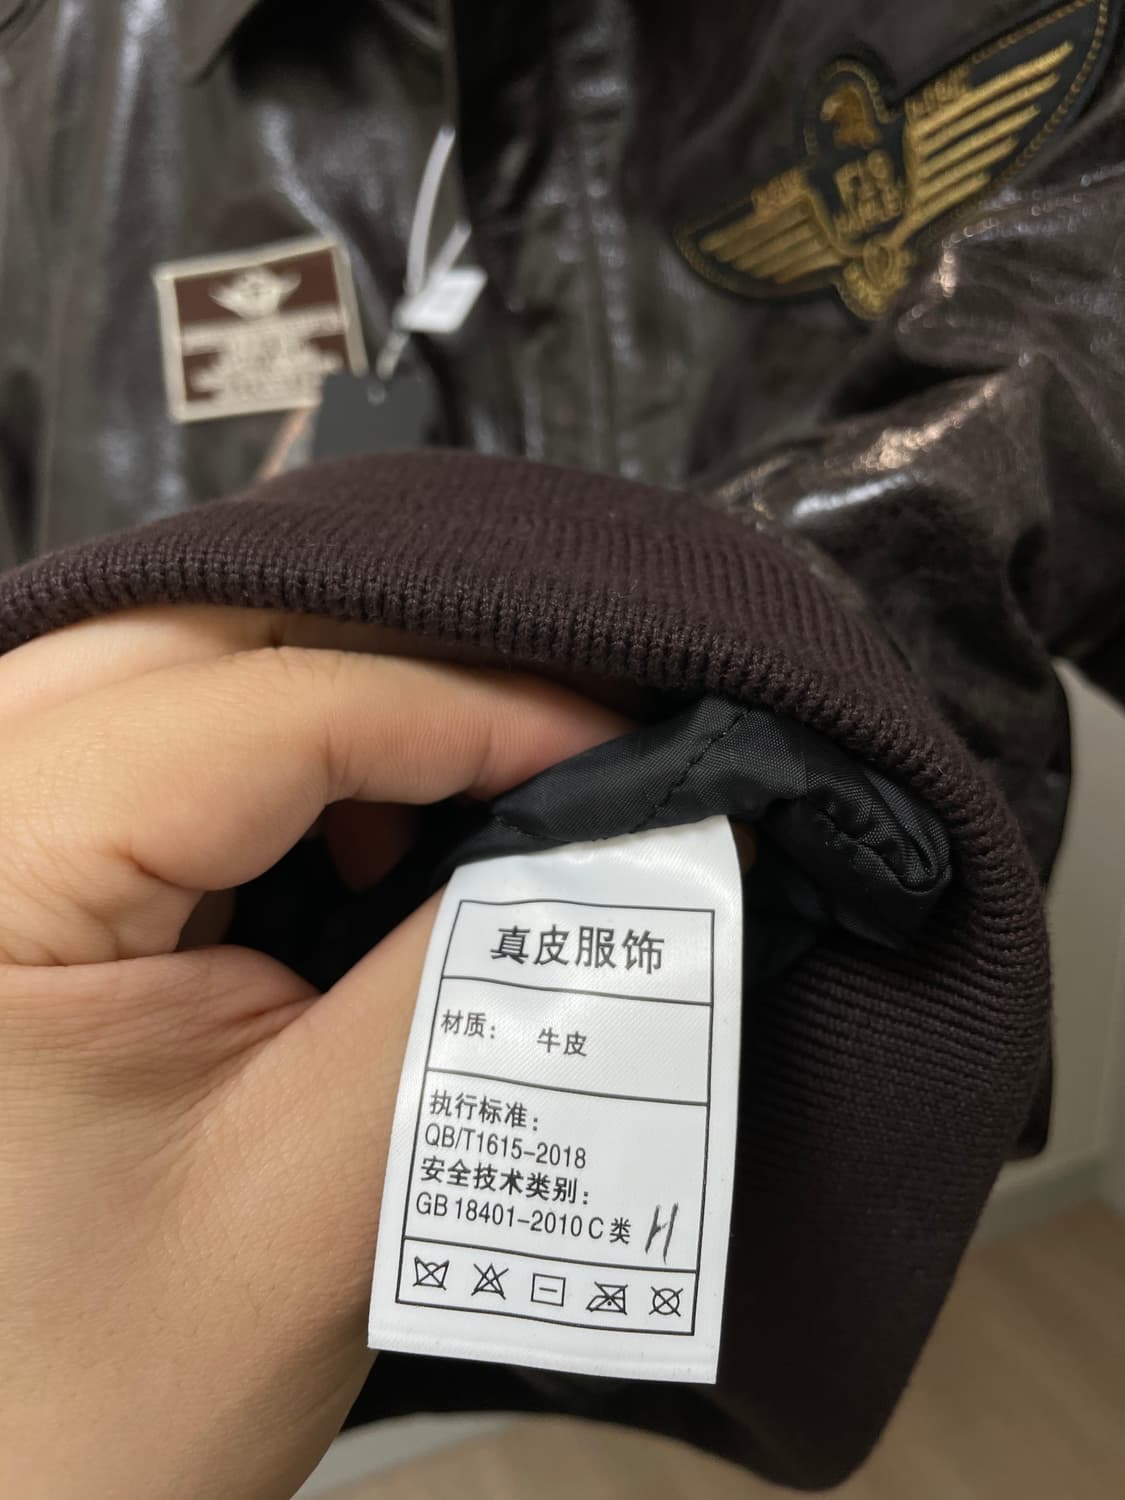 真皮服饰
材质： 牛皮
执行标准：
QB/T1615-2018
安全技术类别：
GB 18401-2010 C 类 H